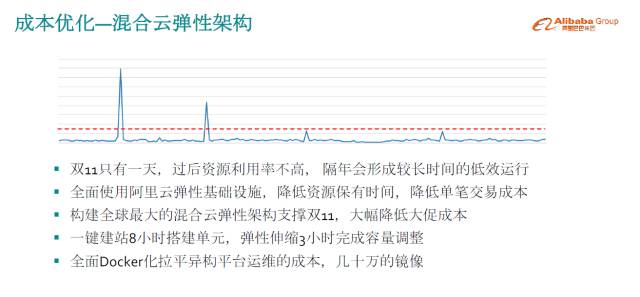 成本优化—混合云弹性架构
Alibaba Group
阿里巴巴集团
双11只有一天，过后资源利用率不高，隔年会形成较长时间的低效运行
全面使用阿里云弹性基础设施，降低资源保有时间，降低单笔交易成本
构建全球最大的混合云弹性架构支撑双11，大幅降低大促成本
一键建站8小时搭建单元，弹性伸缩3小时完成容量调整
全面Docker化拉平异构平台运维的成本，几十万的镜像